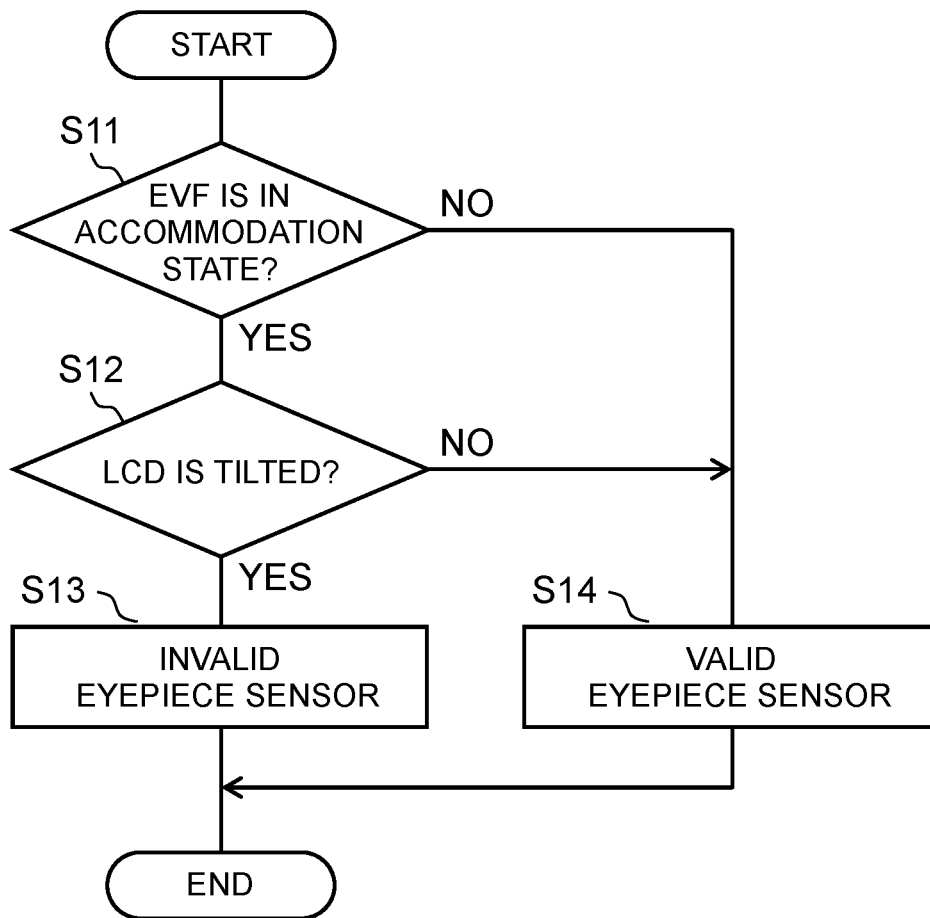 START
S11
EVF IS IN
ACCOMMODATION
STATE?
NO
YES
S12
LCD IS TILTED?
NO
YES
S13
INVALID
EYEPIECE SENSOR
S14
VALID
EYEPIECE SENSOR
END